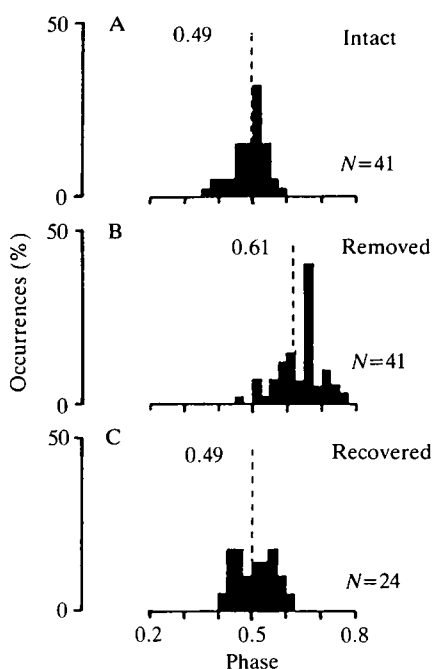 50
A
0.49
Intact
N=41
0
50
B
0.61
Removed
N=41
0
Occurrences (%)
50
C
0.49
Recovered
N=24
0
0.2
0.5
0.8
Phase